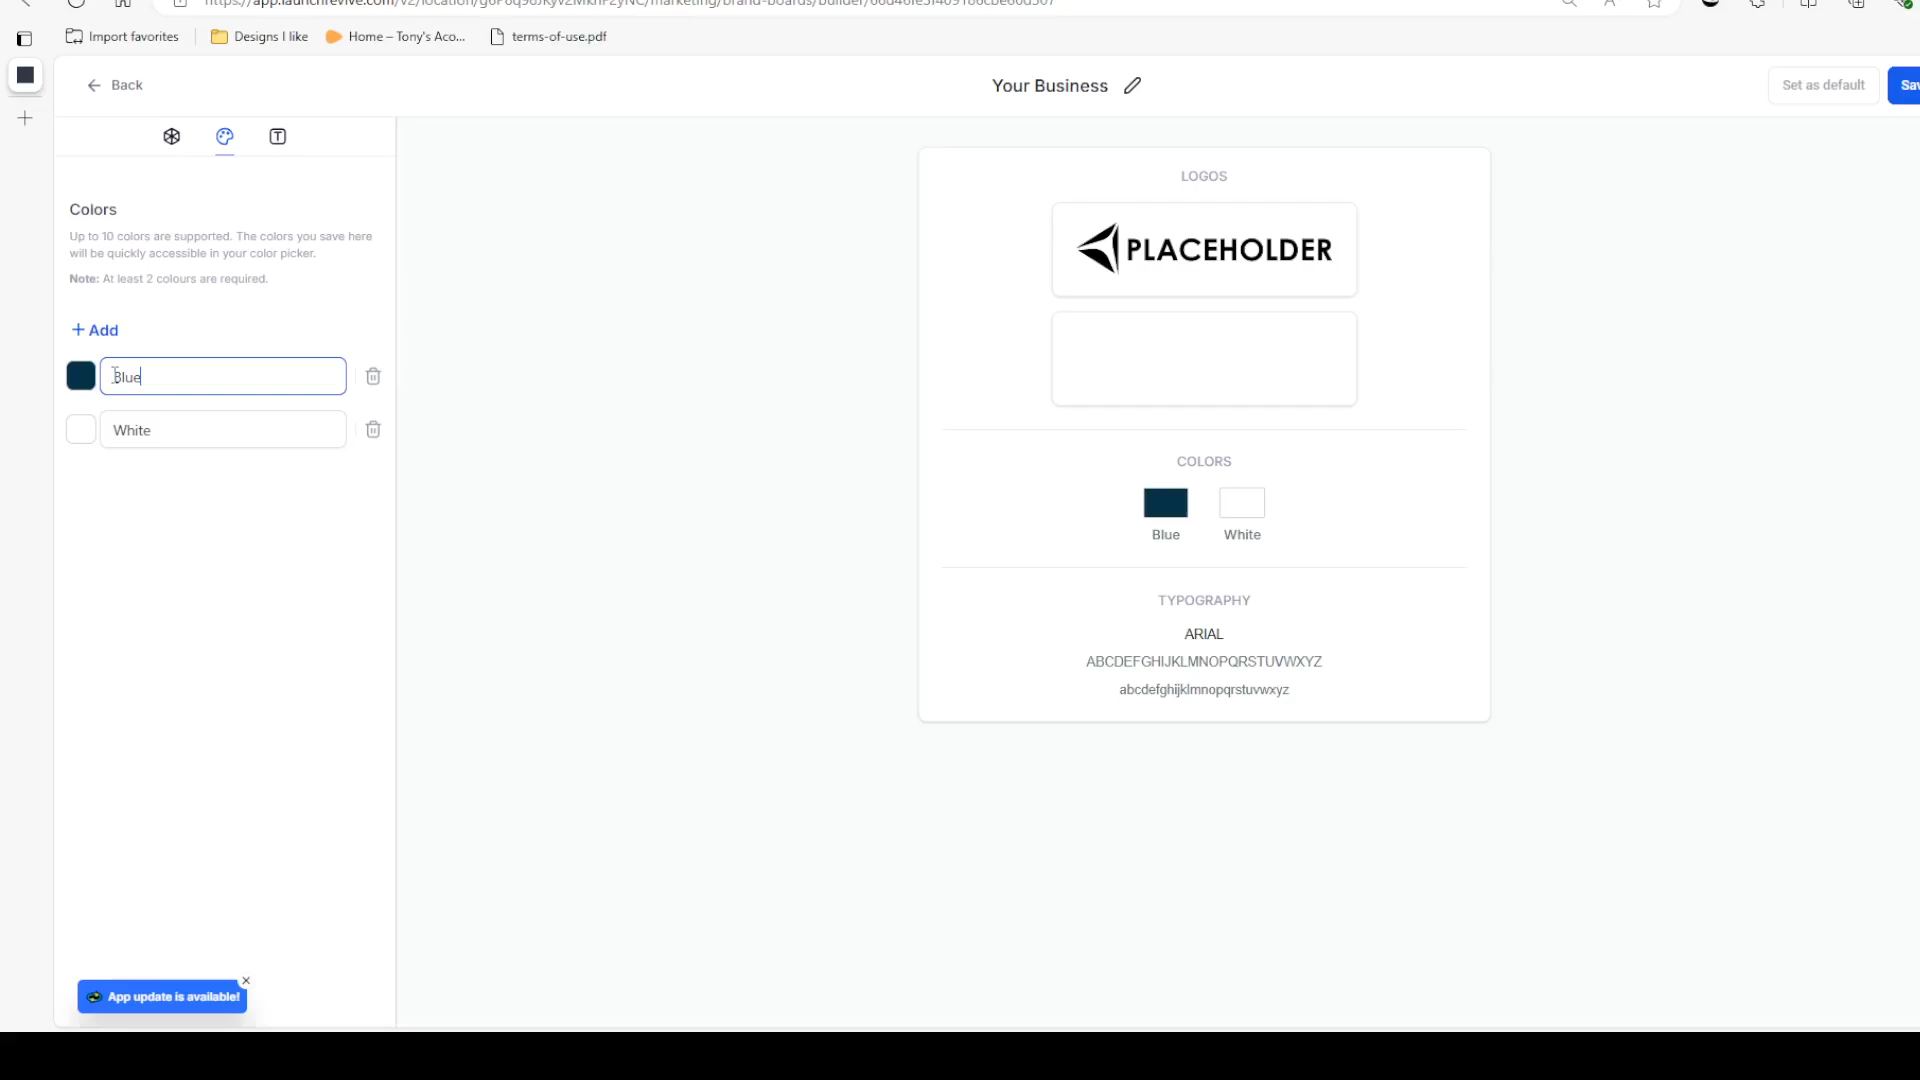 Import favorites
Designs I like
Home – Tony's Aco...
terms-of-use.pdf
Back
Your Business
Set as default
Sav
Colors
Up to 10 colors are supported. The colors you save here
will be quickly accessible in your color picker.
Note: At least 2 colours are required.
+ Add
Blue
White
LOGOS
PLACEHOLDER
COLORS
Blue
White
TYPOGRAPHY
ARIAL
ABCDEFGHIJKLMNOPQRSTUVWXYZ
abcdefghijklmnopqrstuvwxyz
App update is available!